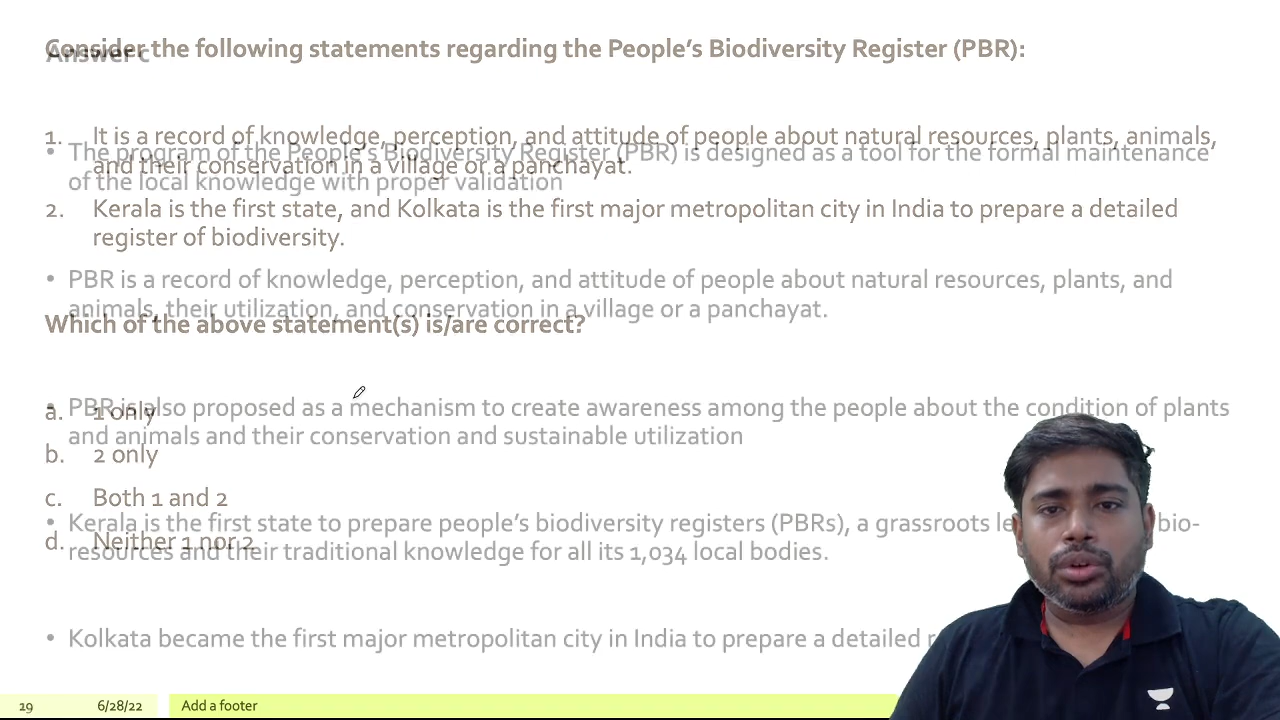 Consider the following statements regarding the People's Biodiversity Register (PBR):
Answer c
1. It is a record of knowledge, perception, and attitude of people about natural resources, plants, animals,
and their conservation in a village or a panchayat.
2. Kerala is the first state, and Kolkata is the first major metropolitan city in India to prepare a detailed
register of biodiversity.
Which of the above statement(s) is/are correct?
a. 1 only
b. 2 only
c. Both 1 and 2
d. Neither 1 nor 2
• The program of the People's Biodiversity Register (PBR) is designed as a tool for the formal maintenance
of the local knowledge with proper validation
• PBR is a record of knowledge, perception, and attitude of people about natural resources, plants, and
animals, their utilization, and conservation in a village or a panchayat.
• PBR is also proposed as a mechanism to create awareness among the people about the condition of plants
and animals and their conservation and sustainable utilization
• Kerala is the first state to prepare people's biodiversity registers (PBRs), a grassroots bio-
resources and their traditional knowledge for all its 1,034 local bodies.
• Kolkata became the first major metropolitan city in India to prepare a detailed
19 6/28/22 Add a footer